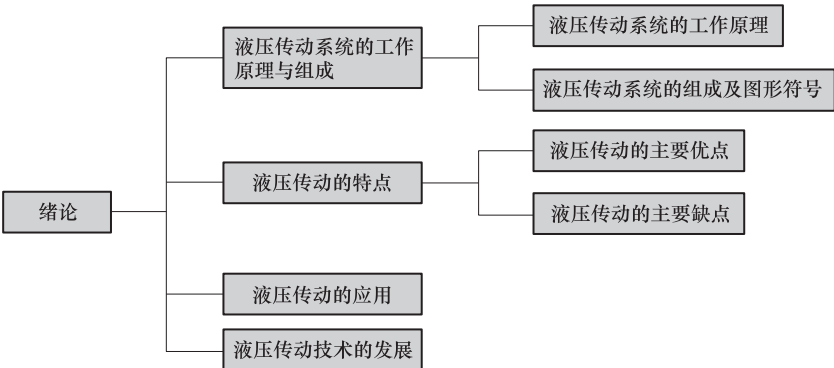 绪论
液压传动系统的工作
原理与组成
液压传动系统的工作原理
液压传动系统的组成及图形符号
液压传动的特点
液压传动的主要优点
液压传动的主要缺点
液压传动的应用
液压传动技术的发展